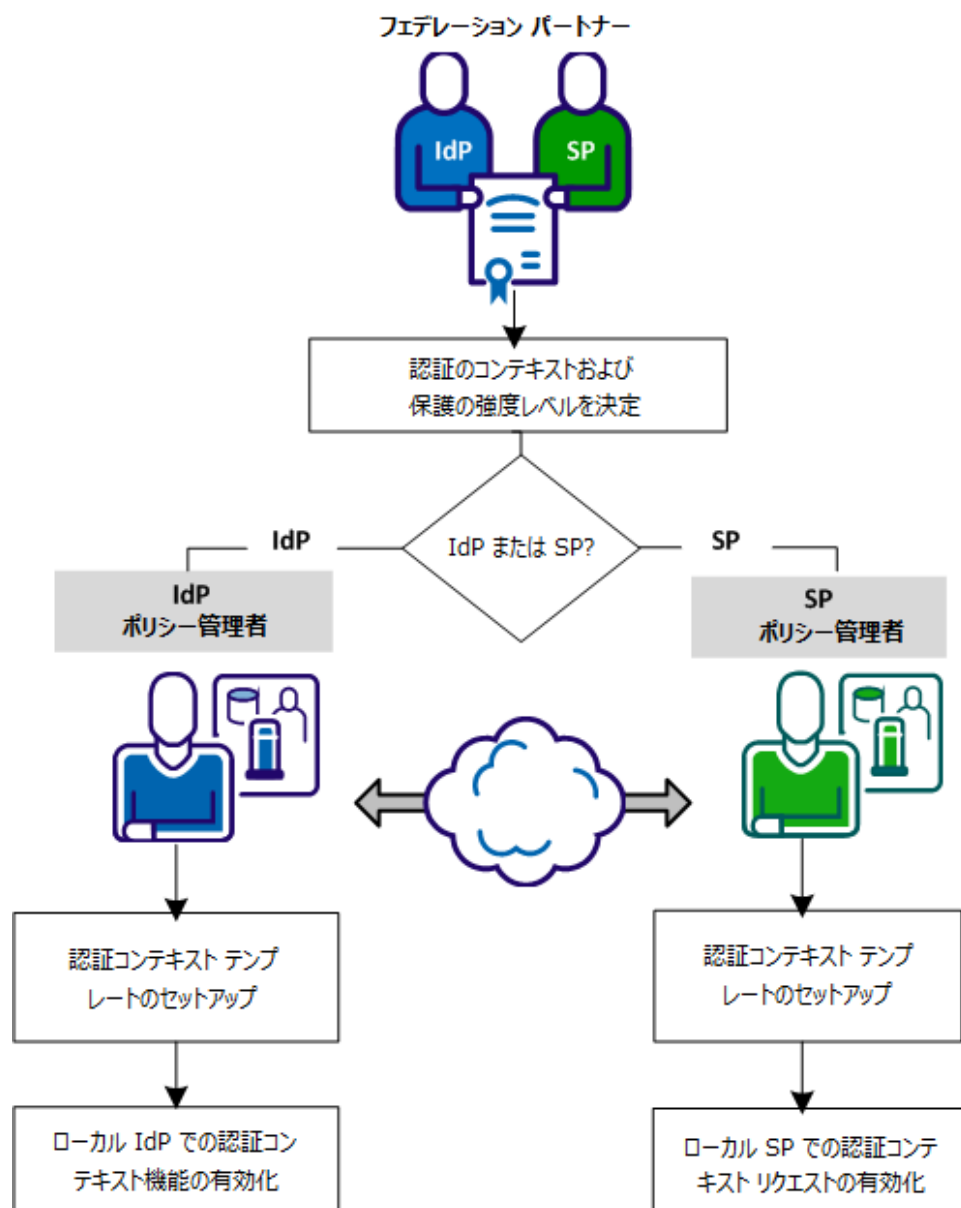 フェデレーション パートナー
IdP
SP
認証のコンテキストおよび
保護の強度レベルを決定
IdP または SP?
IdP
SP
IdP
ポリシー管理者
SP
ポリシー管理者
認証コンテキスト テンプ
レートのセットアップ
認証コンテキスト テンプ
レートのセットアップ
ローカル IdP での認証コン
テキスト機能の有効化
ローカル SP での認証コンテ
キスト リクエストの有効化